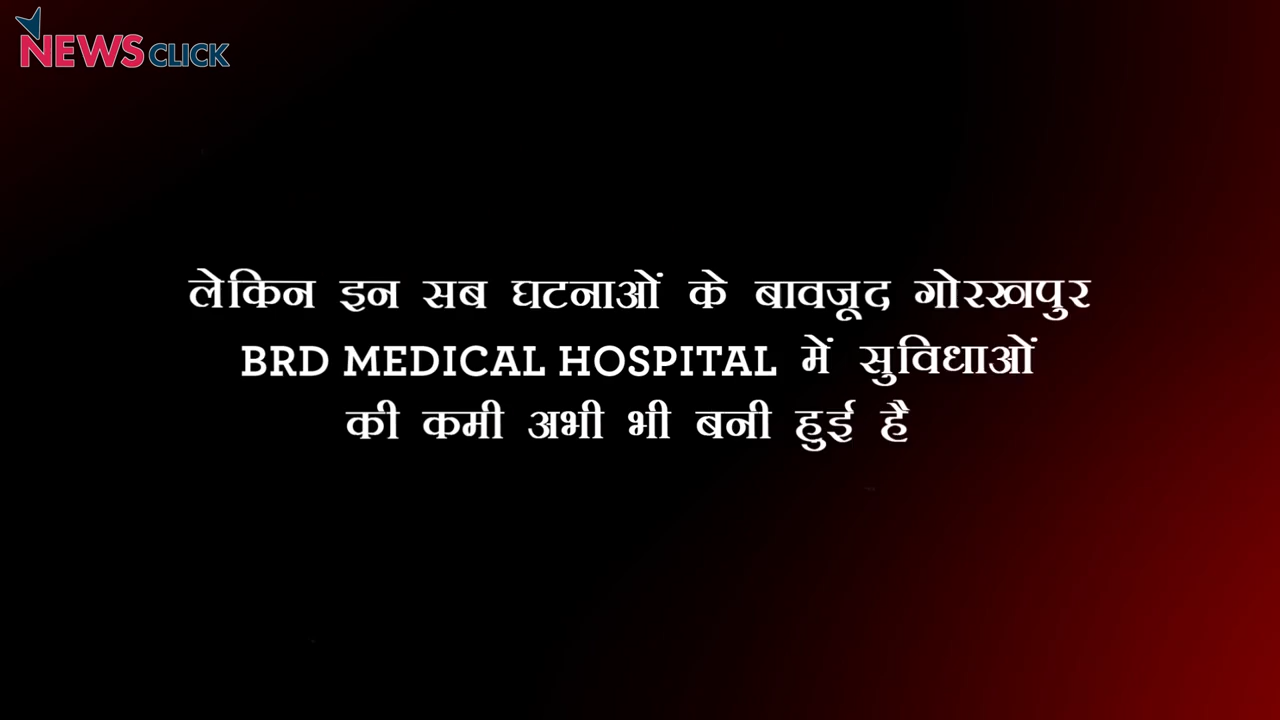 NEWSCLICK
लेकिन इन सब घटनाओं के बावजूद गोरखपुर
BRD MEDICAL HOSPITAL में सुविधाओं
की कमी अभी भी बनी हुई है